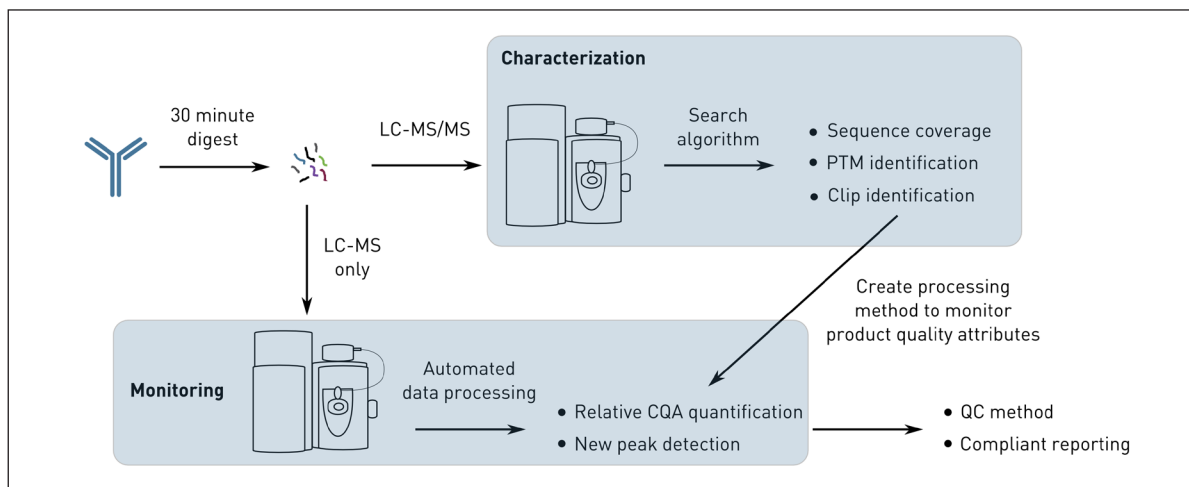 Characterization
30 minute
digest
LC-MS/MS
Search
algorithm
• Sequence coverage
• PTM identification
• Clip identification
LC-MS
only
Create processing
method to monitor
product quality attributes
Monitoring
Automated
data processing
• Relative CQA quantification
• New peak detection
• QC method
• Compliant reporting